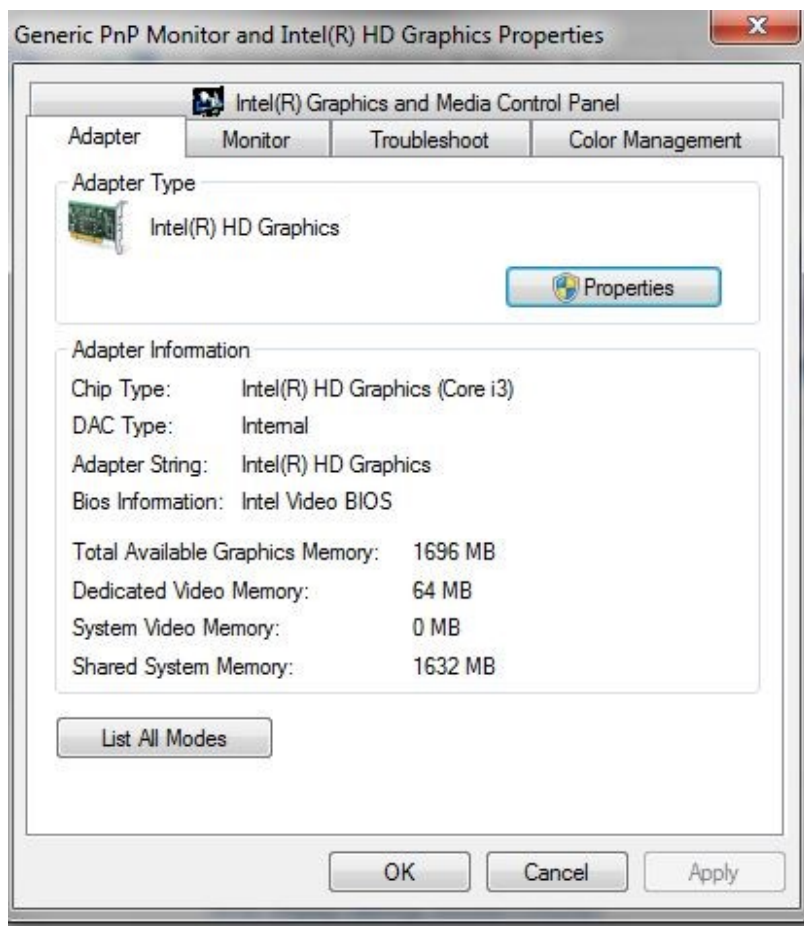 Generic PnP Monitor and Intel(R) HD Graphics Properties
Intel(R) Graphics and Media Control Panel
Adapter Monitor Troubleshoot Color Management
Adapter Type
Intel(R) HD Graphics
Properties
Adapter Information
Chip Type: Intel(R) HD Graphics (Core i3)
DAC Type: Internal
Adapter String: Intel(R) HD Graphics
Bios Information: Intel Video BIOS
Total Available Graphics Memory: 1696 MB
Dedicated Video Memory: 64 MB
System Video Memory: 0 MB
Shared System Memory: 1632 MB
List All Modes
OK Cancel Apply